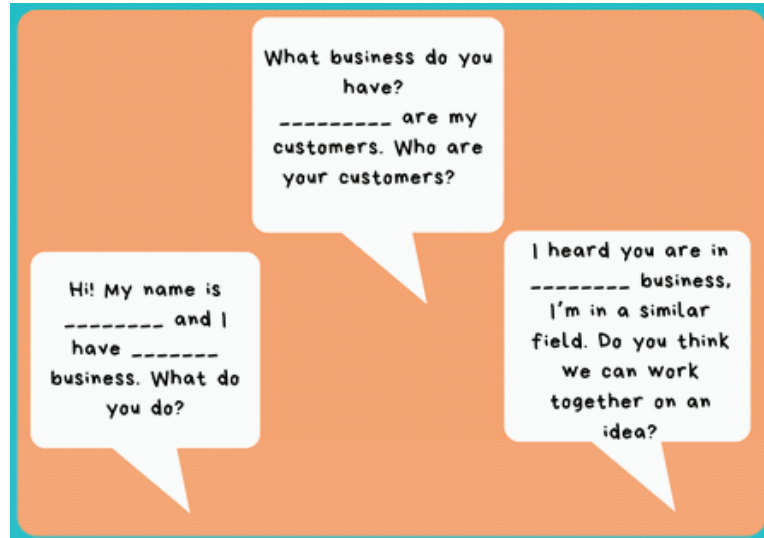 What business do you
have?
_________ are my
customers. Who are
your customers?
Hi! My name is
________ and I
have _______
business. What do
you do?
I heard you are in
________ business,
I'm in a similar
field. Do you think
we can work
together on an
idea?